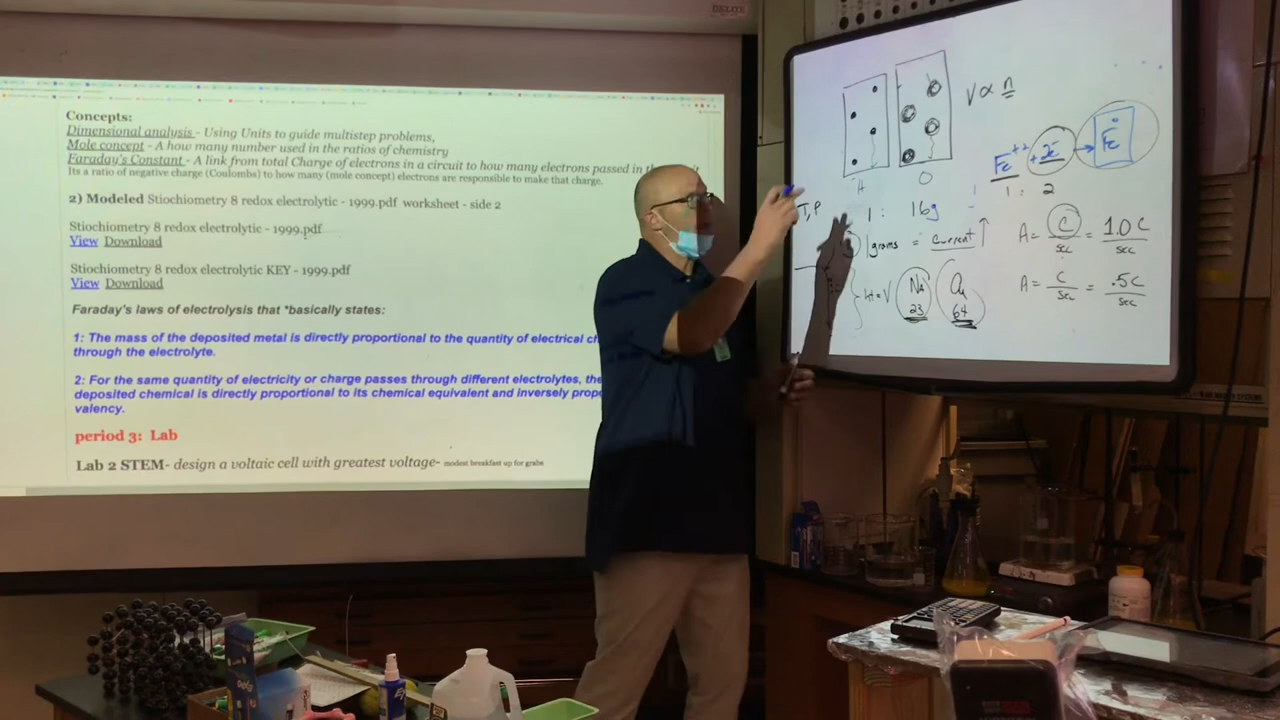 Concepts:
Dimensional analysis - Using Units to guide multistep problems,
Mole concept - A how many number used in the ratios of chemistry
Faraday's Constant - A link from total Charge of electrons in a circuit to how many electrons passed in
Its a ratio of negative charge (Coulombs) to how many (mole concept) electrons are responsible to make that charge.
2) Modeled Stiochiometry 8 redox electrolytic - 1999.pdf worksheet - side 2
Stiochiometry 8 redox electrolytic - 1999.pdf
View Download
Stiochiometry 8 redox electrolytic KEY - 1999.pdf
View Download
Faraday's laws of electrolysis that *basically states:
1: The mass of the deposited metal is directly proportional to the quantity of electrical
through the electrolyte.
2: For the same quantity of electricity or charge passes through different electrolytes, the
deposited chemical is directly proportional to its chemical equivalent and inversely
valency.
period 3: Lab
Lab 2 STEM- design a voltaic cell with greatest voltage- modest breakfast up for grabs
V ∝ n
Fe++ + 2e → Fe°
1 : 2
H O
T, P
1 : 16g
grams = current ↑
A = C/sec = 1.0C/sec
A = C/sec = .5C/sec
Na 23
64